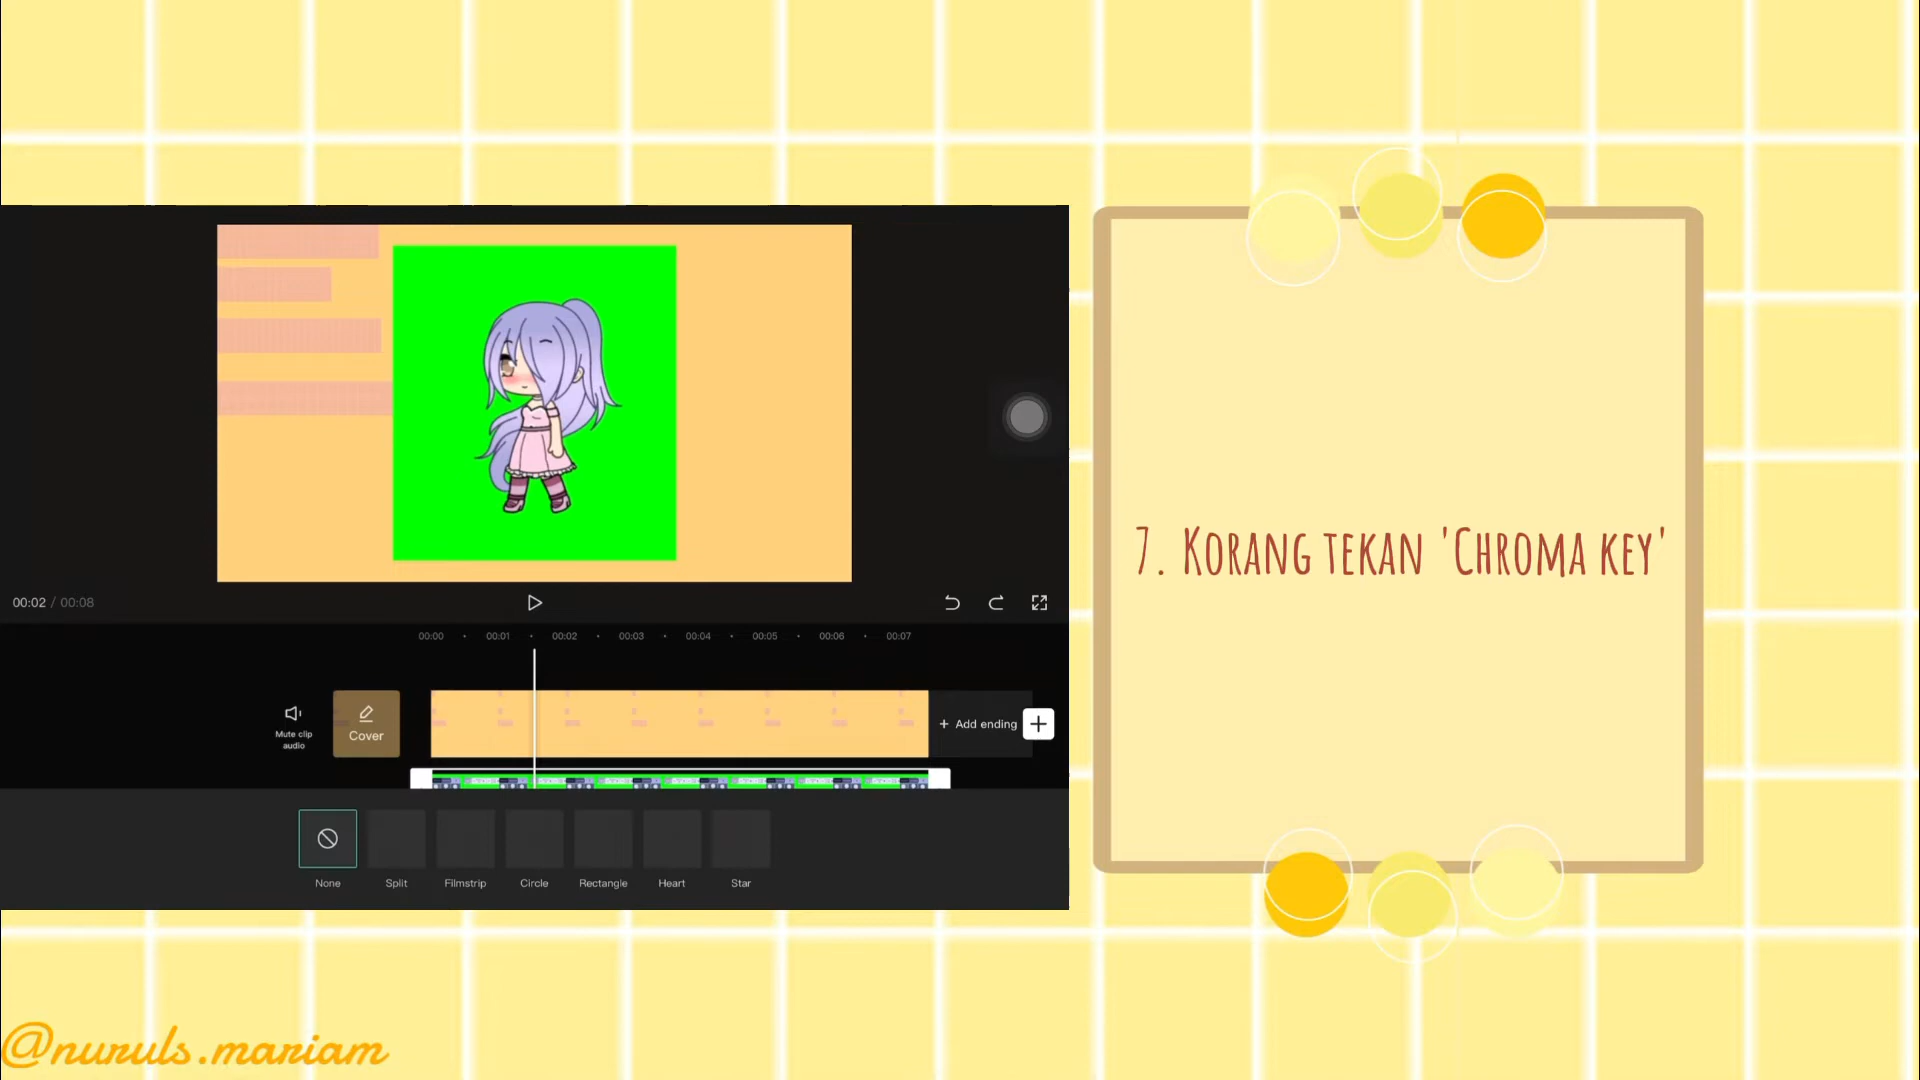 00:02 / 00:08
00:00 00:01 00:02 00:03 00:04 00:05 00:06 00:07
Mute clip
audio
Cover
+ Add ending
None Split Filmstrip Circle Rectangle Heart Star
7. Korang tekan 'Chroma key'
@nuruls.mariam